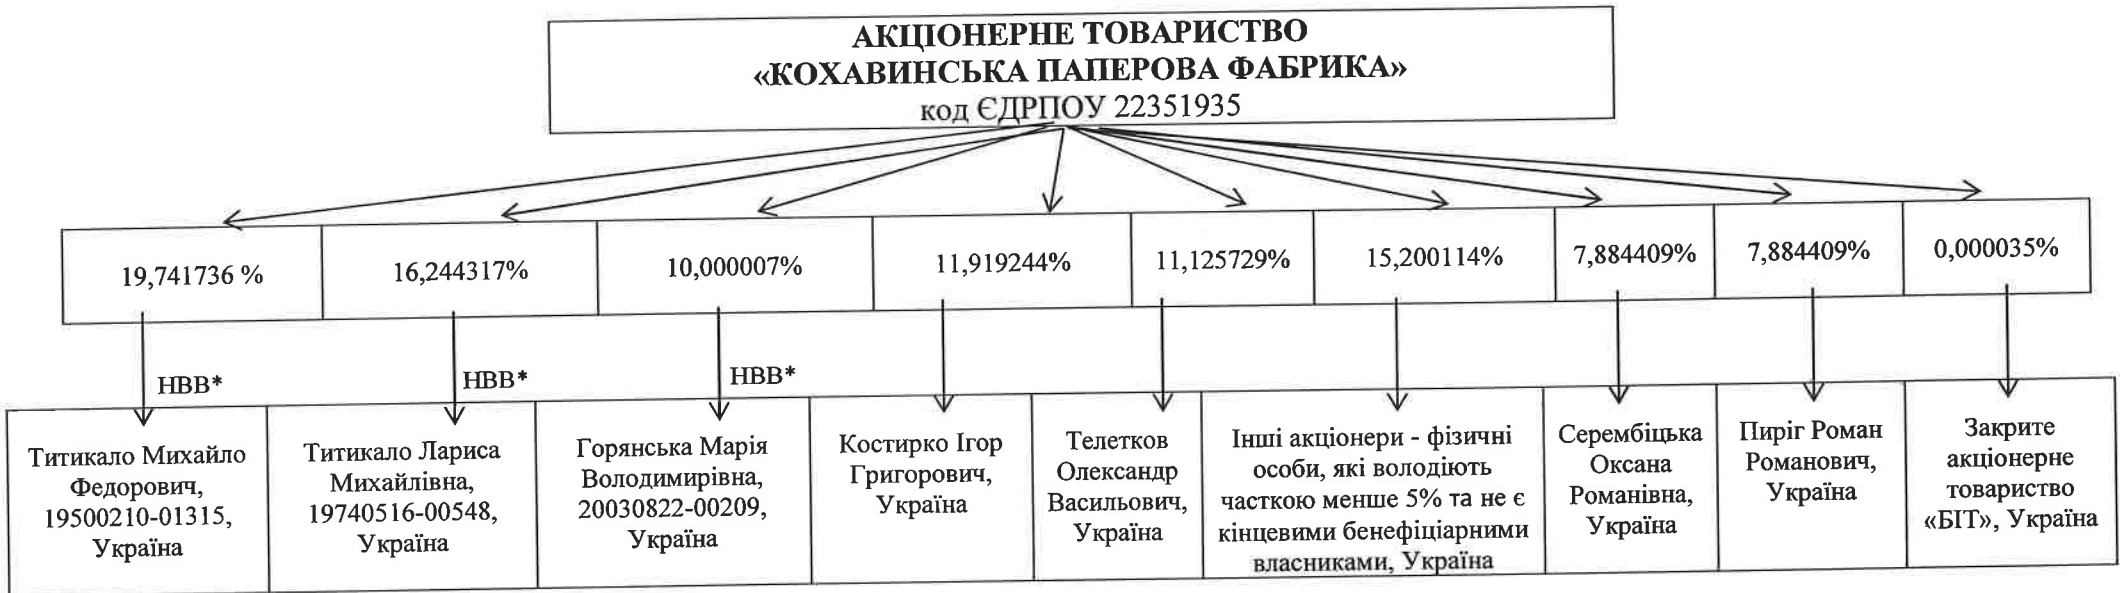 АКЦІОНЕРНЕ ТОВАРИСТВО
«КОХАВИНСЬКА ПАПЕРОВА ФАБРИКА»
код ЄДРПОУ 22351935
19,741736 %
16,244317%
10,000007%
11,919244%
11,125729%
15,200114%
7,884409%
7,884409%
0,000035%
НВВ*
НВВ*
НВВ*
Титикало Михайло
Федорович,
19500210-01315,
Україна
Титикало Лариса
Михайлівна,
19740516-00548,
Україна
Горянська Марія
Володимирівна,
20030822-00209,
Україна
Костирко Ігор
Григорович,
Україна
Телетков
Олександр
Васильович,
Україна
Інші акціонери - фізичні
особи, які володіють
часткою менше 5% та не є
кінцевими бенефіціарними
власниками, Україна
Серембіцька
Оксана
Романівна,
Україна
Пиріг Роман
Романович,
Україна
Закрите
акціонерне
товариство
«БІТ», Україна